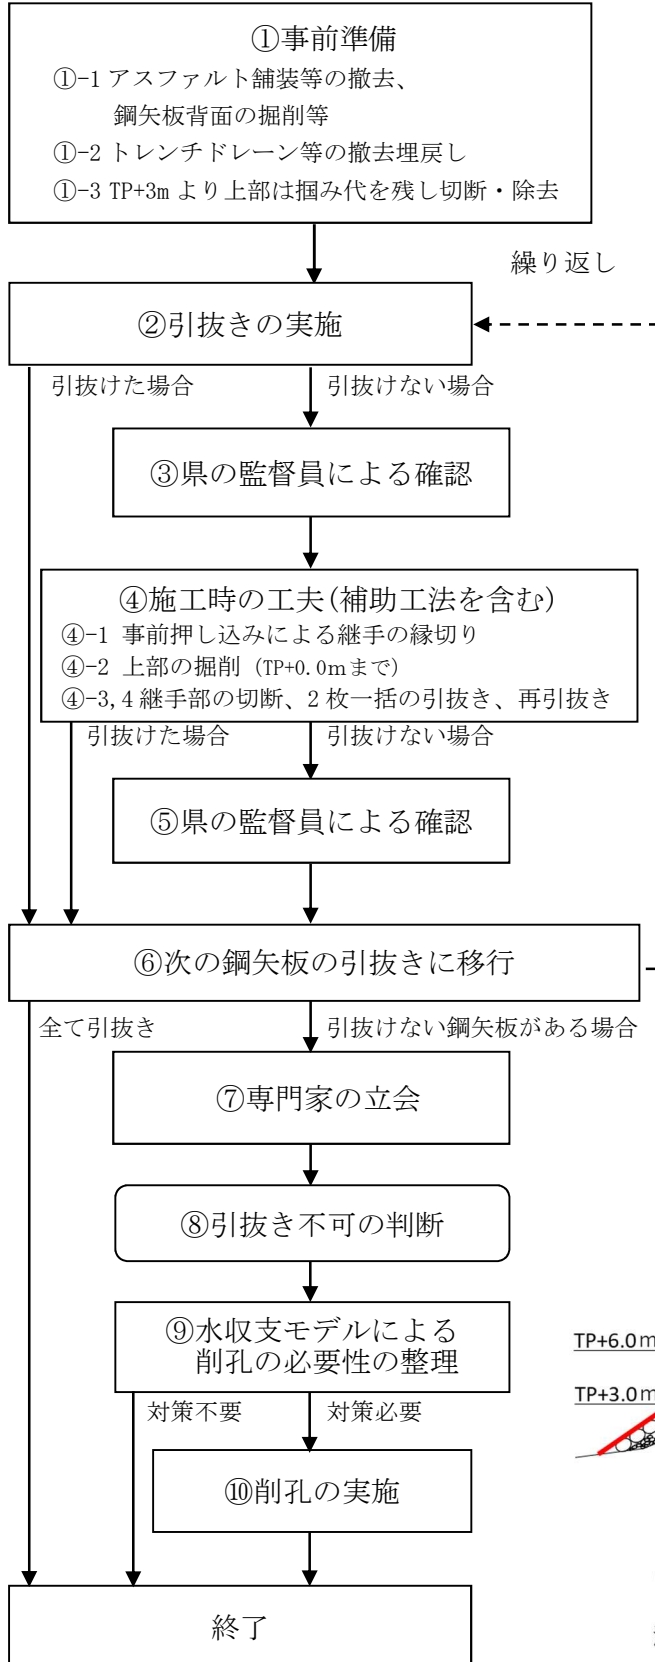 ①事前準備
①-1 アスファルト舗装等の撤去、
鋼矢板背面の掘削等
①-2 トレンチドレーン等の撤去埋戻し
①-3 TP+3m より上部は掴み代を残し切断・除去
繰り返し
②引抜きの実施
引抜けた場合
引抜けない場合
③県の監督員による確認
④施工時の工夫(補助工法を含む)
④-1 事前押し込みによる継手の縁切り
④-2 上部の掘削 (TP+0.0mまで)
④-3,4 継手部の切断、2枚一括の引抜き、再引抜き
引抜けた場合
引抜けない場合
⑤県の監督員による確認
⑥次の鋼矢板の引抜きに移行
全て引抜き
引抜けない鋼矢板がある場合
⑦専門家の立会
⑧引抜き不可の判断
⑨水収支モデルによる
削孔の必要性の整理
TP+6.0m
TP+3.0m
対策不要
対策必要
⑩削孔の実施
終了